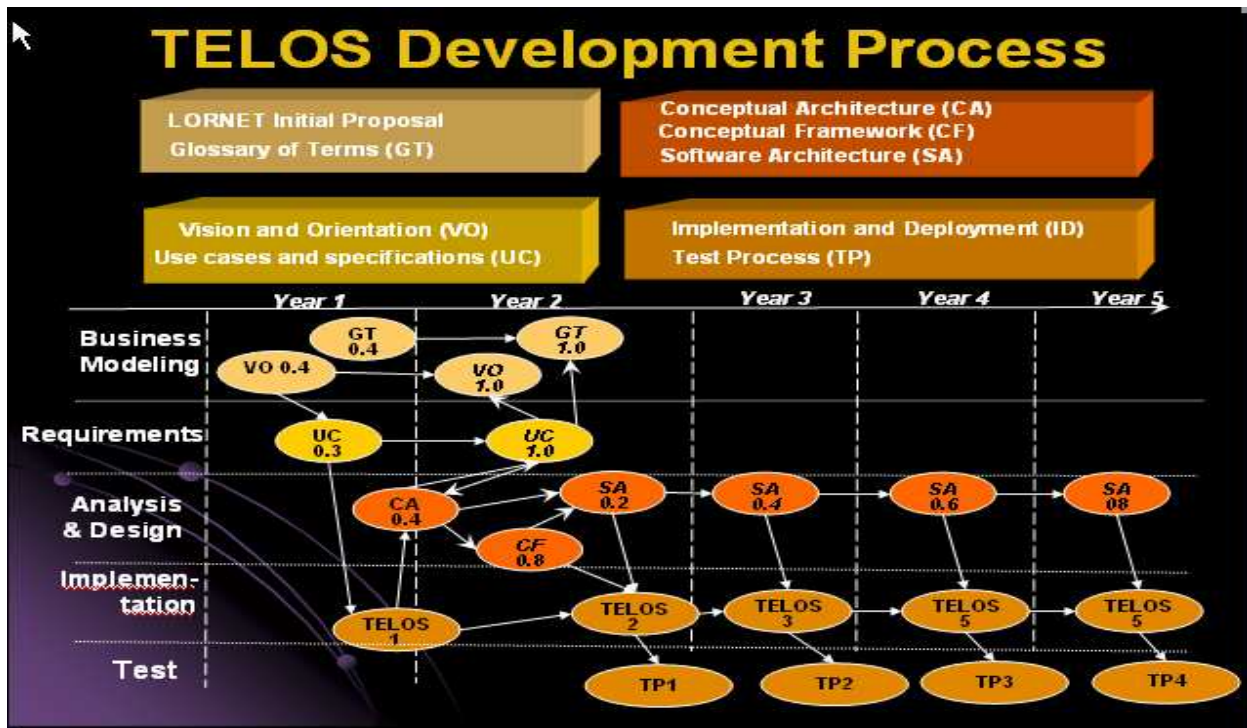 TELOS Development Process
LORNET Initial Proposal
Glossary of Terms (GT)
Conceptual Architecture (CA)
Conceptual Framework (CF)
Software Architecture (SA)
Vision and Orientation (VO)
Use cases and specifications (UC)
Implementation and Deployment (ID)
Test Process (TP)
Year 1
Year 2
Year 3
Year 4
Year 5
Business
Modeling
GT
0.4
GT
1.0
VO 0.4
VO
1.0
Requirements
UC
0.3
UC
1.0
Analysis
& Design
CA
0.4
SA
0.2
SA
0.4
SA
0.6
SA
08
CF
0.8
Implemen-
tation
TELOS
1
TELOS
2
TELOS
3
TELOS
5
TELOS
5
Test
TP1
TP2
TP3
TP4